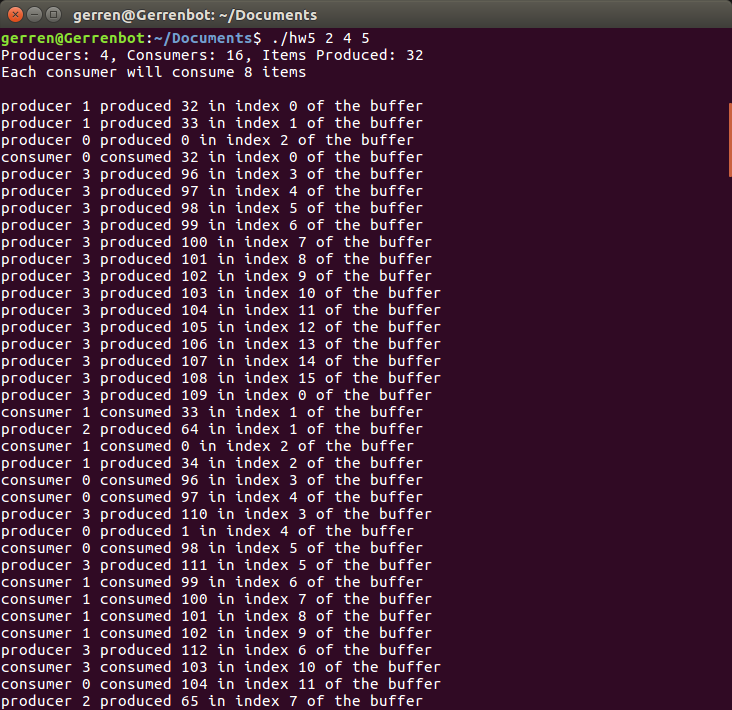 gerren@Gerrenbot: ~/Documents
gerren@Gerrenbot:~/Documents$ ./hw5 2 4 5
Producers: 4, Consumers: 16, Items Produced: 32
Each consumer will consume 8 items
producer 1 produced 32 in index 0 of the buffer
producer 1 produced 33 in index 1 of the buffer
producer 0 produced 0 in index 2 of the buffer
consumer 0 consumed 32 in index 0 of the buffer
producer 3 produced 96 in index 3 of the buffer
producer 3 produced 97 in index 4 of the buffer
producer 3 produced 98 in index 5 of the buffer
producer 3 produced 99 in index 6 of the buffer
producer 3 produced 100 in index 7 of the buffer
producer 3 produced 101 in index 8 of the buffer
producer 3 produced 102 in index 9 of the buffer
producer 3 produced 103 in index 10 of the buffer
producer 3 produced 104 in index 11 of the buffer
producer 3 produced 105 in index 12 of the buffer
producer 3 produced 106 in index 13 of the buffer
producer 3 produced 107 in index 14 of the buffer
producer 3 produced 108 in index 15 of the buffer
producer 3 produced 109 in index 0 of the buffer
consumer 1 consumed 33 in index 1 of the buffer
producer 2 produced 64 in index 1 of the buffer
consumer 1 consumed 0 in index 2 of the buffer
producer 1 produced 34 in index 2 of the buffer
consumer 0 consumed 96 in index 3 of the buffer
consumer 0 consumed 97 in index 4 of the buffer
producer 3 produced 110 in index 3 of the buffer
producer 0 produced 1 in index 4 of the buffer
consumer 0 consumed 98 in index 5 of the buffer
producer 3 produced 111 in index 5 of the buffer
consumer 1 consumed 99 in index 6 of the buffer
consumer 1 consumed 100 in index 7 of the buffer
consumer 1 consumed 101 in index 8 of the buffer
consumer 1 consumed 102 in index 9 of the buffer
producer 3 produced 112 in index 6 of the buffer
consumer 3 consumed 103 in index 10 of the buffer
consumer 0 consumed 104 in index 11 of the buffer
producer 2 produced 65 in index 7 of the buffer